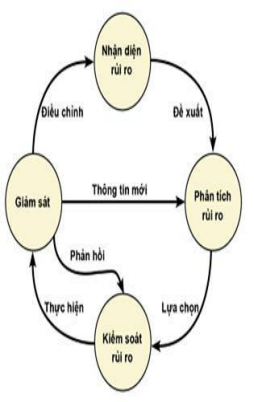 Nhận diện
rủi ro
Điều chỉnh
Đề xuất
Giám sát
Thông tin mới
Phân tích
rủi ro
Phản hồi
Thực hiện
Lựa chọn
Kiểm soát
rủi ro